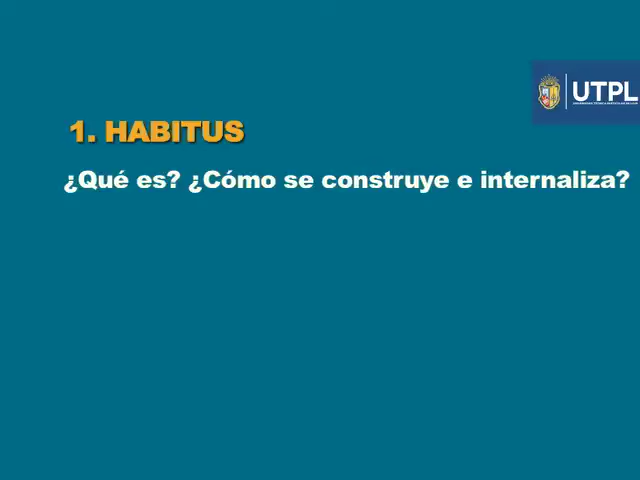 UTPL
1. HABITUS
¿Qué es? ¿Cómo se construye e internaliza?